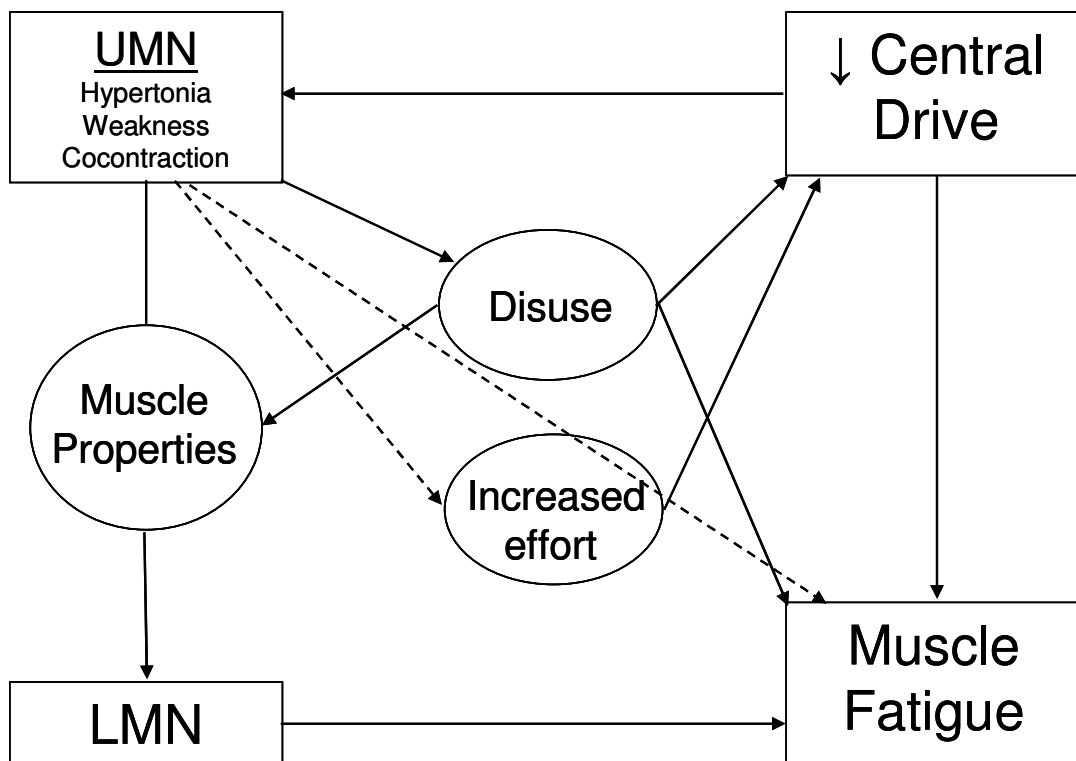 UMN
Hypertonia
Weakness
Cocontraction
↓ Central
Drive
Disuse
Muscle
Properties
Increased
effort
Muscle
Fatigue
LMN